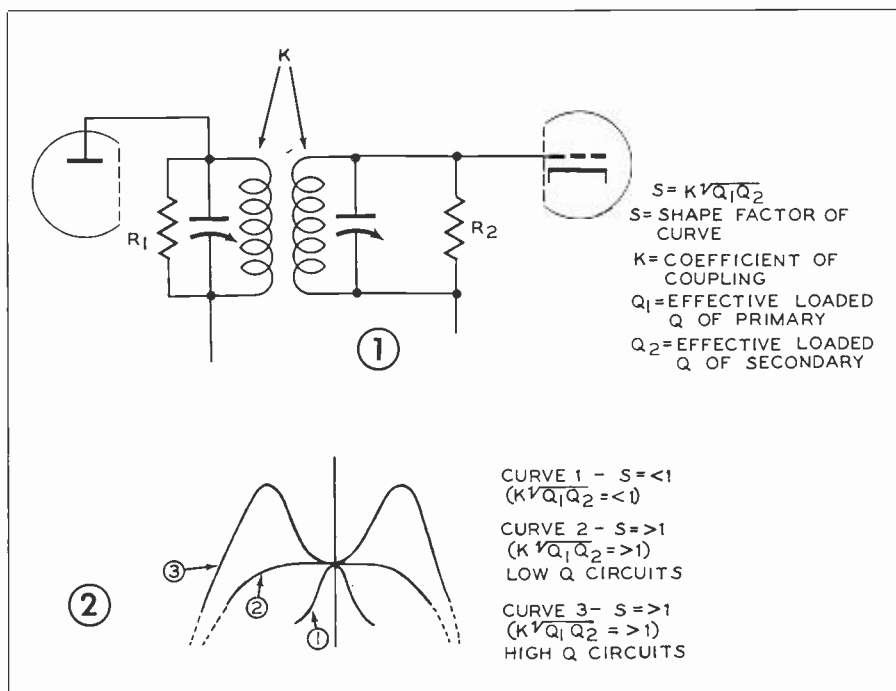 K
R1
R2
S=K√Q1Q2
S= SHAPE FACTOR OF
CURVE
K= COEFFICIENT OF
COUPLING
Q1=EFFECTIVE LOADED
Q OF PRIMARY
Q2=EFFECTIVE LOADED
Q OF SECONDARY
1
CURVE 1 - S=<1
(K√Q1Q2 =<1)
CURVE 2 - S=>1
(K√Q1Q2 =>1)
LOW Q CIRCUITS
CURVE 3- S=>1
(K√Q1Q2 = >1)
HIGH Q CIRCUITS
3
2
1
2